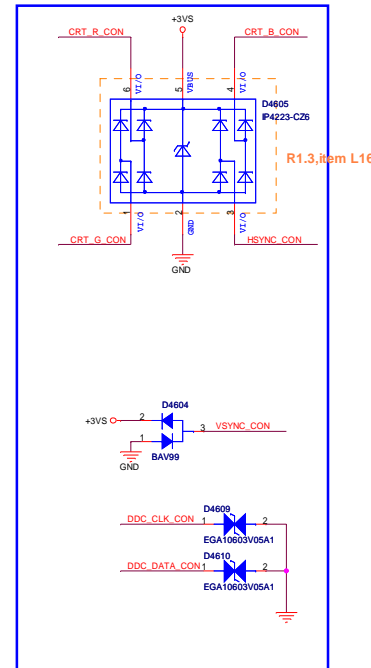 +3VS
CRT_R_CON
CRT_B_CON
6
VI/O
5
VBUS
4
VI/O
D4605
IP4223-CZ6
R1.3,item L16
1
VI/O
2
GND
3
VI/O
CRT_G_CON
HSYNC_CON
GND
D4604
+3VS
2
3
VSYNC_CON
1
BAV99
GND
D4609
DDC_CLK_CON
1
2
EGA10603V05A1
D4610
DDC_DATA_CON
1
2
EGA10603V05A1